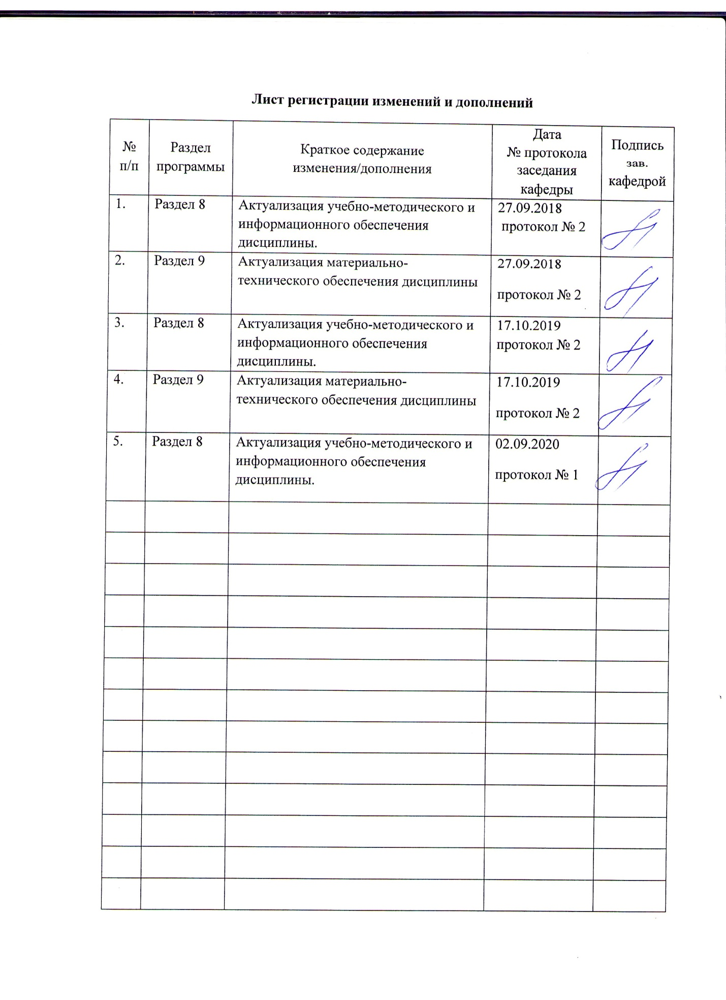 Лист регистрации изменений и дополнений
№
п/п
Раздел
программы
Краткое содержание
изменения/дополнения
Дата
№ протокола
заседания
кафедры
Подпись
зав.
кафедрой
1.
Раздел 8
Актуализация учебно-методического и
информационного обеспечения
дисциплины.
27.09.2018
протокол № 2
2.
Раздел 9
Актуализация материально-
технического обеспечения дисциплины
27.09.2018
протокол № 2
3.
Раздел 8
Актуализация учебно-методического и
информационного обеспечения
дисциплины.
17.10.2019
протокол № 2
4.
Раздел 9
Актуализация материально-
технического обеспечения дисциплины
17.10.2019
протокол № 2
5.
Раздел 8
Актуализация учебно-методического и
информационного обеспечения
дисциплины.
02.09.2020
протокол № 1